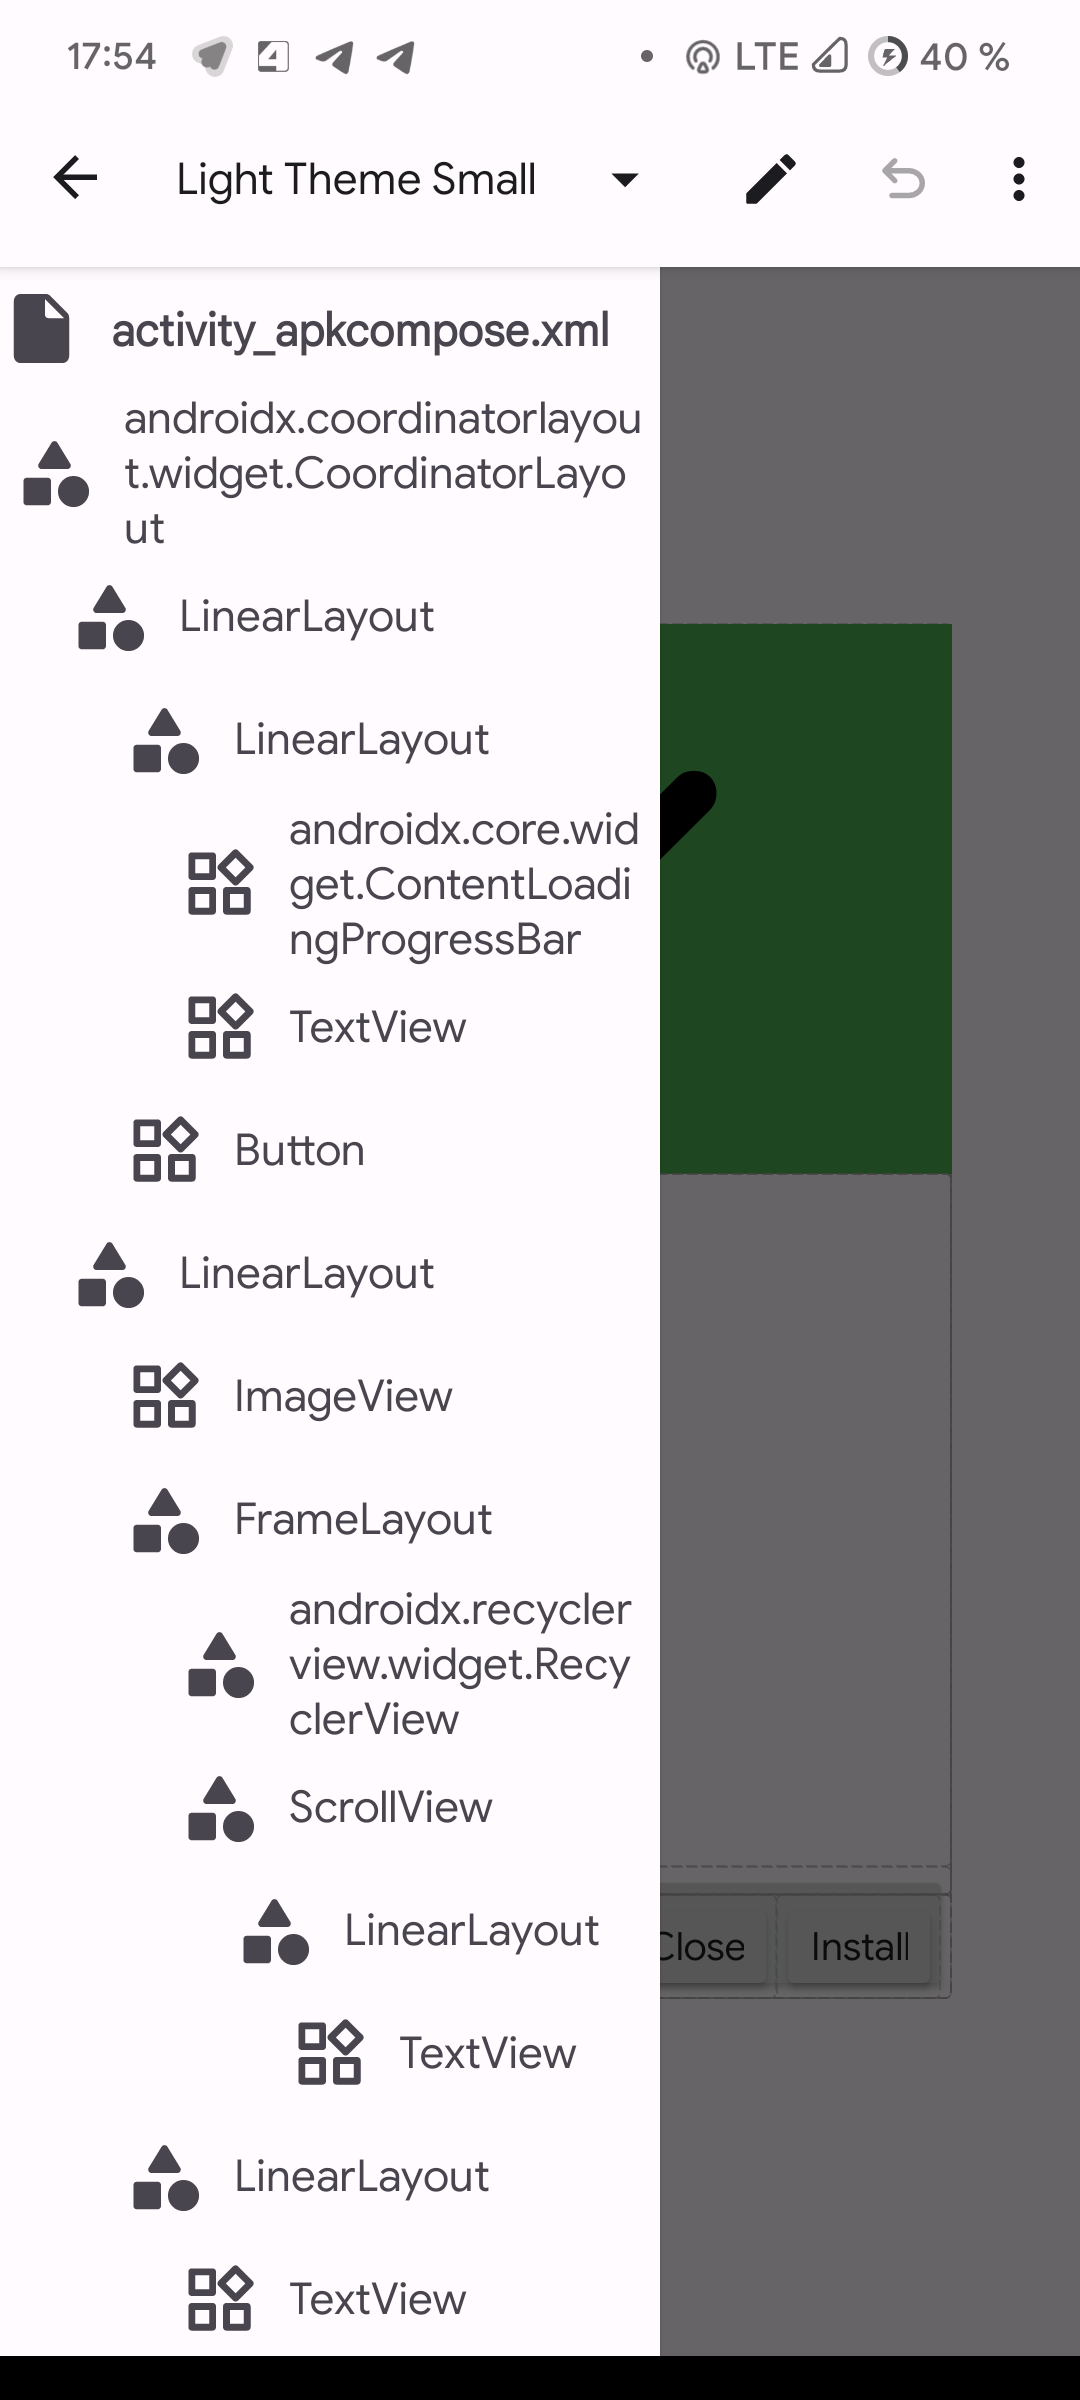 17:54
LTE
40 %
Light Theme Small
activity_apkcompose.xml
androidx.coordinatorlayou
t.widget.CoordinatorLayo
ut
LinearLayout
LinearLayout
androidx.core.wid
get.ContentLoadi
ngProgressBar
TextView
Button
LinearLayout
ImageView
FrameLayout
androidx.recycler
view.widget.Recy
clerView
ScrollView
LinearLayout
Close
Install
TextView
LinearLayout
TextView